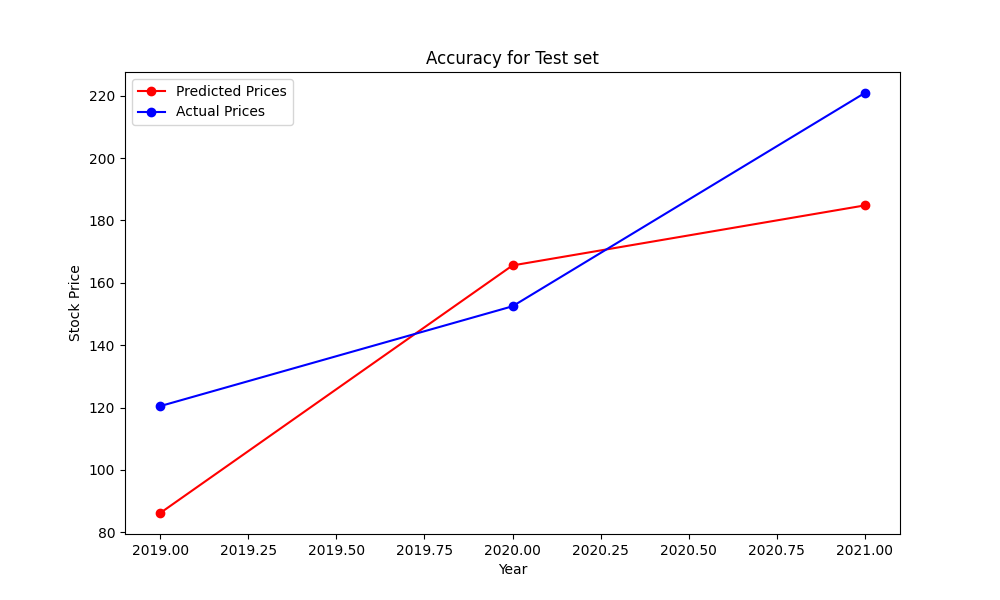 Accuracy for Test set
Predicted Prices
Actual Prices
220
200
180
160
140
120
100
80
Stock Price
2019.00 2019.25 2019.50 2019.75 2020.00 2020.25 2020.50 2020.75 2021.00
Year